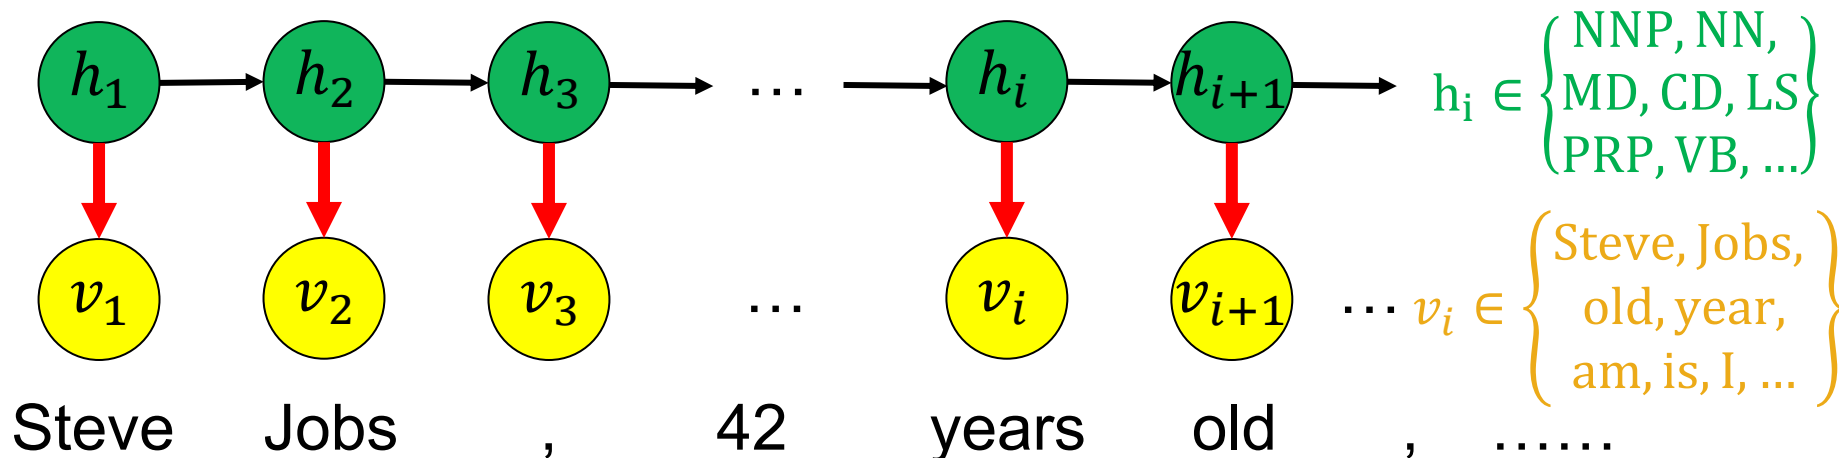 h₁ h₂ h₃ … hᵢ hᵢ₊₁ hᵢ ∈ {NNP, NN,
MD, CD, LS
PRP, VB, …}
v₁ v₂ v₃ … vᵢ vᵢ₊₁ … vᵢ ∈ {Steve, Jobs,
old, year,
am, is, I, …}
Steve Jobs , 42 years old , ……